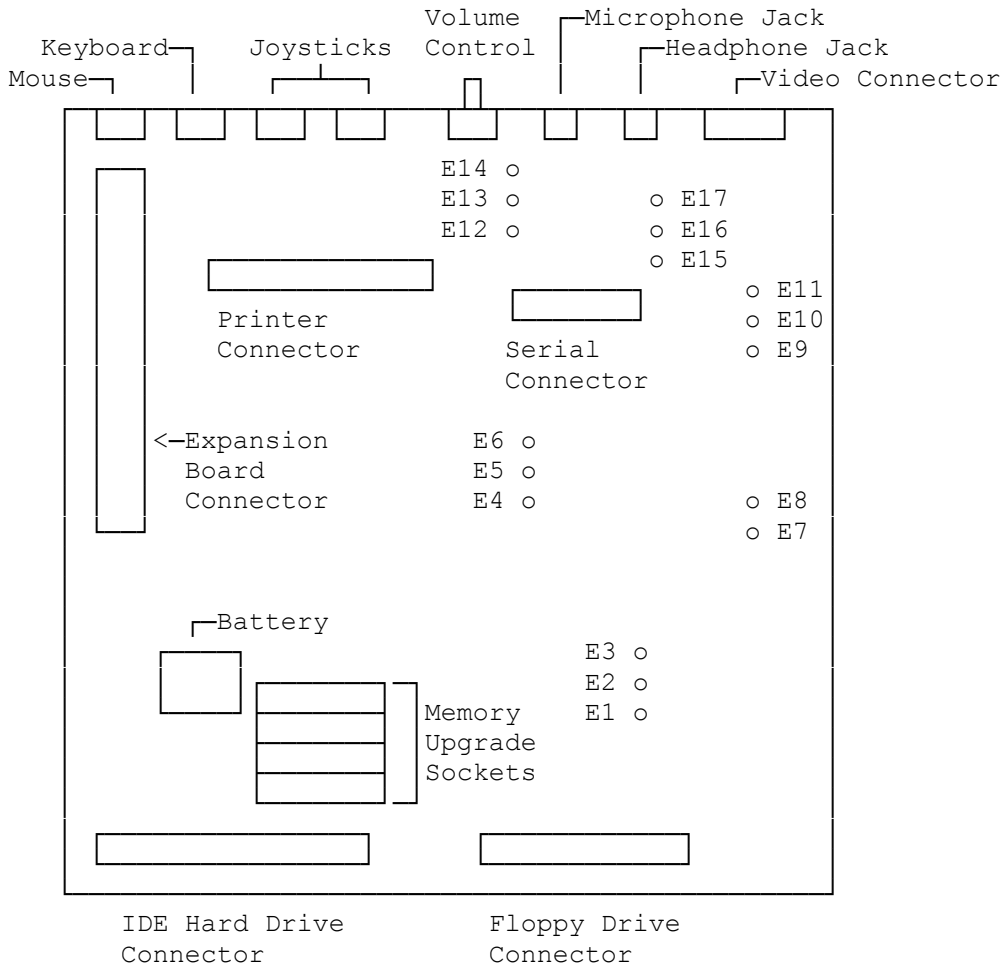 Volume Microphone Jack
Keyboard Joysticks Control Headphone Jack
Mouse Video Connector
E14
E13 E17
E12 E16
E15
E11
Printer E10
Connector Serial E9
Connector
<─Expansion E6
Board E5
Connector E4 E8
E7
Battery
E3
E2
Memory E1
Upgrade
Sockets
IDE Hard Drive Floppy Drive
Connector Connector